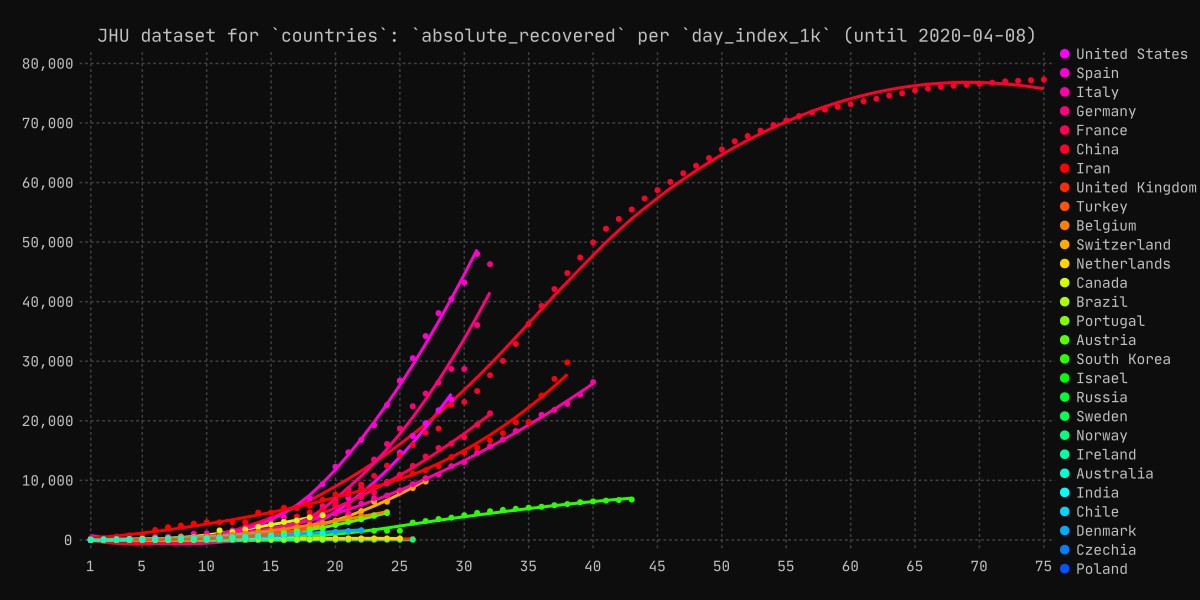 JHU dataset for `countries`: `absolute_recovered` per `day_index_1k` (until 2020-04-08)
80,000
70,000
60,000
50,000
40,000
30,000
20,000
10,000
0
1 5 10 15 20 25 30 35 40 45 50 55 60 65 70 75
United States
Spain
Italy
Germany
France
China
Iran
United Kingdom
Turkey
Belgium
Switzerland
Netherlands
Canada
Brazil
Portugal
Austria
South Korea
Israel
Russia
Sweden
Norway
Ireland
Australia
India
Chile
Denmark
Czechia
Poland